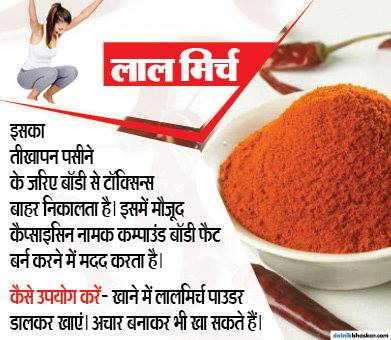 लाल मिर्च
इसका
तीखापन पसीने
के जरिए बॉडी से टॉक्सिन्स
बाहर निकालता है। इसमें मौजूद
कैप्साइसिन नामक कम्पाउंड बॉडी फैट
बर्न करने में मदद करता है।
कैसे उपयोग करें- खाने में लालमिर्च पाउडर
डालकर खाएं। अचार बनाकर भी खा सकते हैं।
dainikbhaskar.com